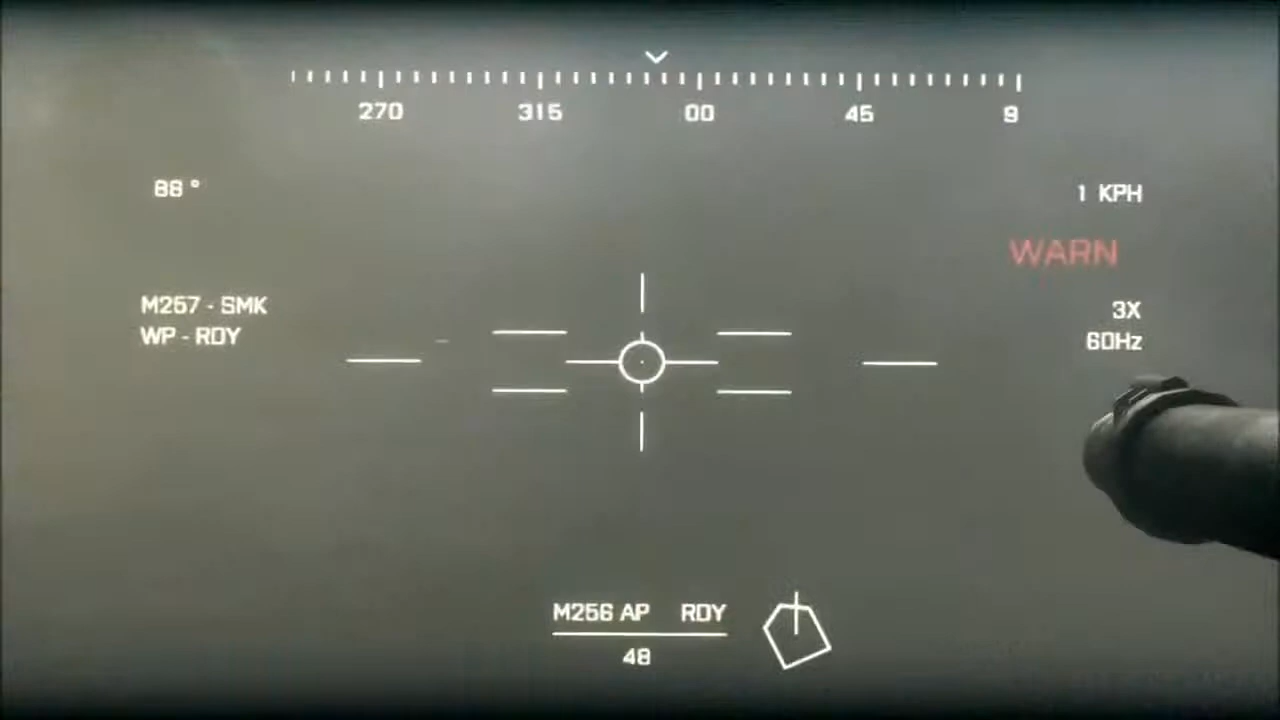 270 315 00 45 9
88 °
1 KPH
WARN
M257 - SMK
WP - RDY
3X
60Hz
M256 AP RDY
48